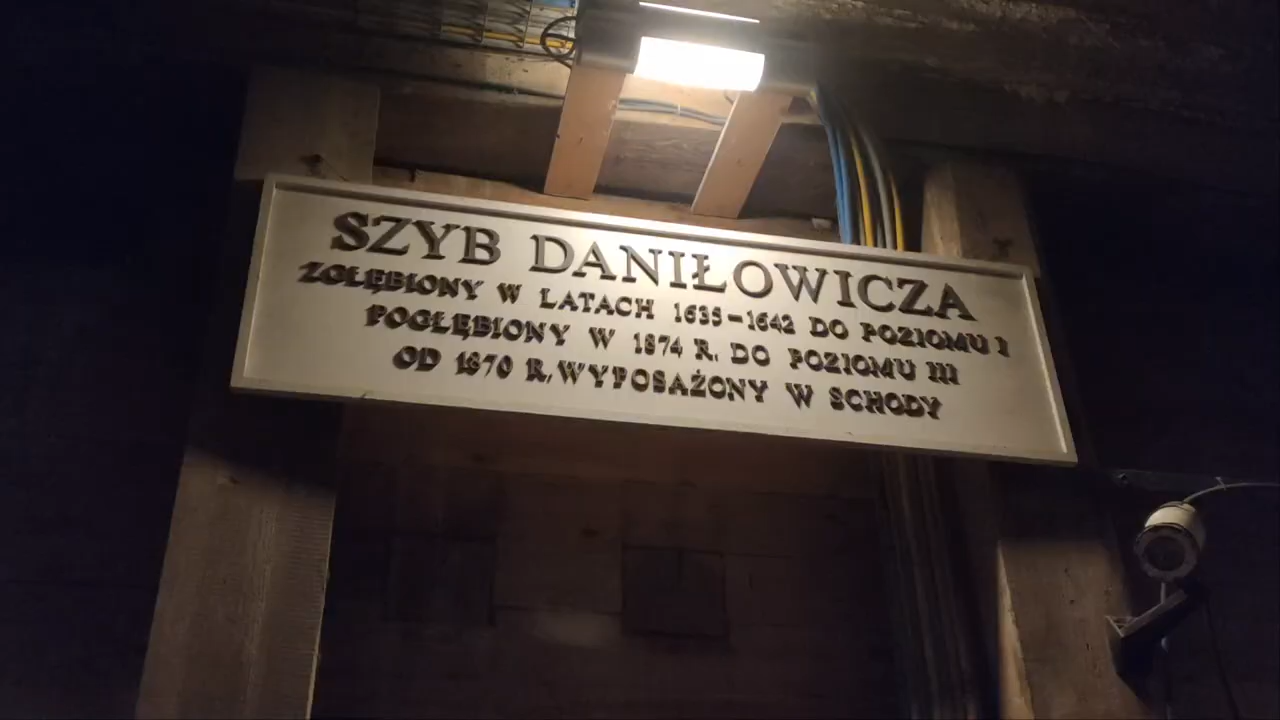 SZYB DANIŁOWICZA
ZGŁĘBIONY W LATACH 1635-1642 DO POZIOMU I
POGŁĘBIONY W 1874 R. DO POZIOMU III
OD 1870 R. WYPOSAŻONY W SCHODY